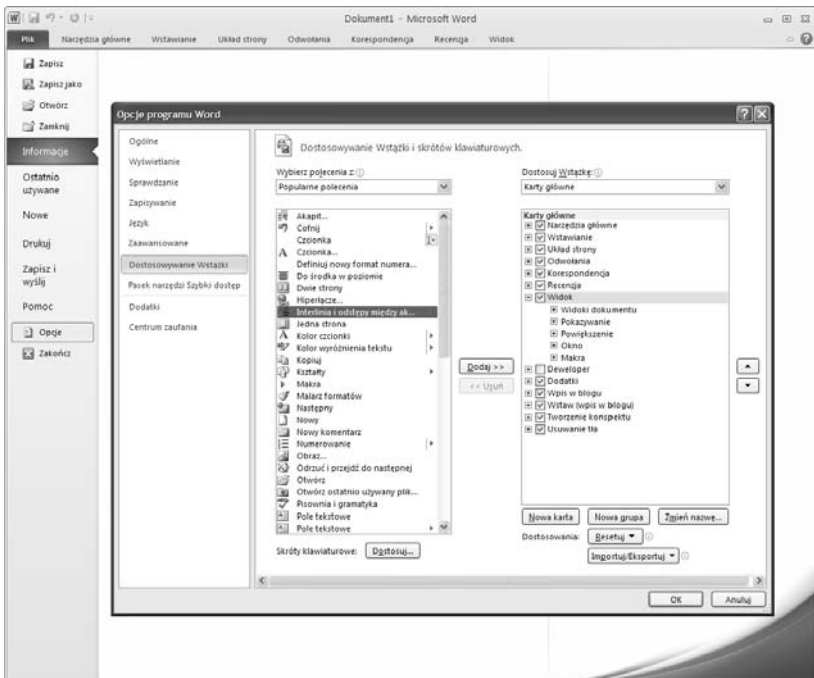 Dokument1 - Microsoft Word
Plik Narzędzia główne Wstawianie Układ strony Odwołania Korespondencja Recenzja Widok
Zapisz
Zapisz jako
Otwórz
Zamknij
Informacje
Ostatnio
używane
Nowe
Drukuj
Zapisz i
wyślij
Pomoc
Opcje
Zakończ
Opcje programu Word
Ogólne
Wyświetlanie
Sprawdzanie
Zapisywanie
Język
Zaawansowane
Dostosowywanie Wstążki
Pasek narzędzi Szybki dostęp
Dodatki
Centrum zaufania
Dostosowywanie Wstążki i skrótów klawiaturowych.
Wybierz polecenia z:
Popularne polecenia
Akapit...
Cofnij
Czcionka
Czcionka...
Definiuj nowy format numera...
Do środka w poziomie
Dwie strony
Hiperłącze...
Interlinia i odstępy między ak...
Jedna strona
Kolor czcionki
Kolor wyróżnienia tekstu
Kopiuj
Kształty
Makra
Malarz formatów
Następny
Nowy
Nowy komentarz
Numerowanie
Obraz...
Odrzuć i przejdź do następnej
Otwórz
Otwórz ostatnio używany plik...
Pisownia i gramatyka
Pole tekstowe
Pole tekstowe
Skróty klawiaturowe: Dostosuj...
Dodaj >>
<< Usuń
Dostosuj Wstążkę:
Karty główne
Karty główne
Narzędzia główne
Wstawianie
Układ strony
Odwołania
Korespondencja
Recenzja
Widok
Widoki dokumentu
Pokazywanie
Powiększenie
Okno
Makra
Deweloper
Dodatki
Wpis w blogu
Wstaw (wpis w blogu)
Tworzenie konspektu
Usuwanie tła
Nowa karta Nowa grupa Zmień nazwę...
Dostosowania: Resetuj
Importuj/Eksportuj
OK Anuluj